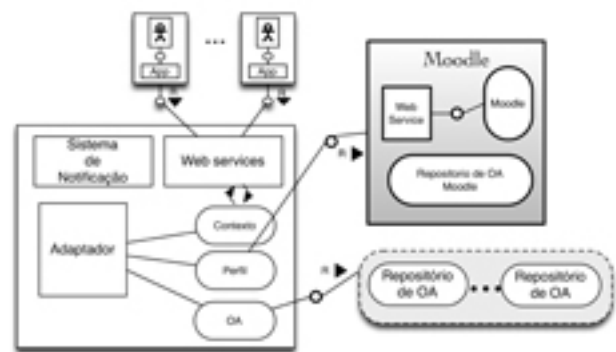 ...
App
App
R
R
Sistema
de
Notificação
Web services
Adaptador
Contexto
Perfil
OA
R
R
Moodle
Web
Service
Moodle
Repositorio de OA
Moodle
Repositório
de OA
...
Repositório
de OA